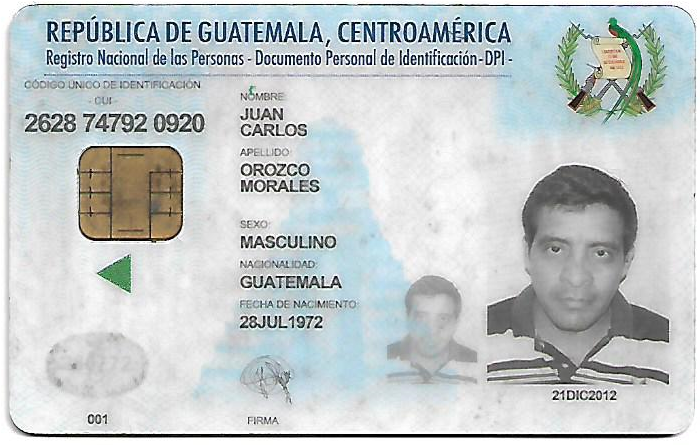 REPÚBLICA DE GUATEMALA, CENTROAMÉRICA
Registro Nacional de las Personas - Documento Personal de Identificación - DPI -
CÓDIGO ÚNICO DE IDENTIFICACIÓN
- CUI -
2628 74792 0920
NOMBRE:
JUAN
CARLOS
APELLIDO:
OROZCO
MORALES
SEXO:
MASCULINO
NACIONALIDAD:
GUATEMALA
FECHA DE NACIMIENTO:
28JUL1972
21DIC2012
001
FIRMA